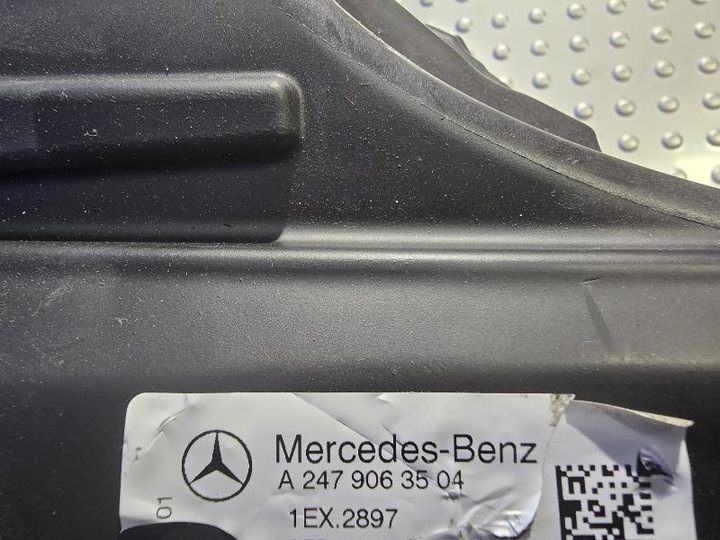 Mercedes-Benz
A 247 906 35 04
01
1EX.2897